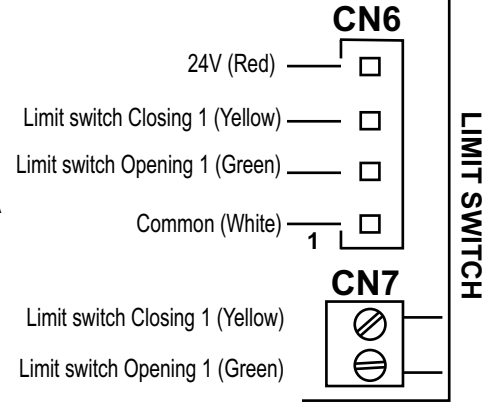 CN6
24V (Red)
Limit switch Closing 1 (Yellow)
Limit switch Opening 1 (Green)
Common (White)
1
LIMIT SWITCH
CN7
Limit switch Closing 1 (Yellow)
Limit switch Opening 1 (Green)